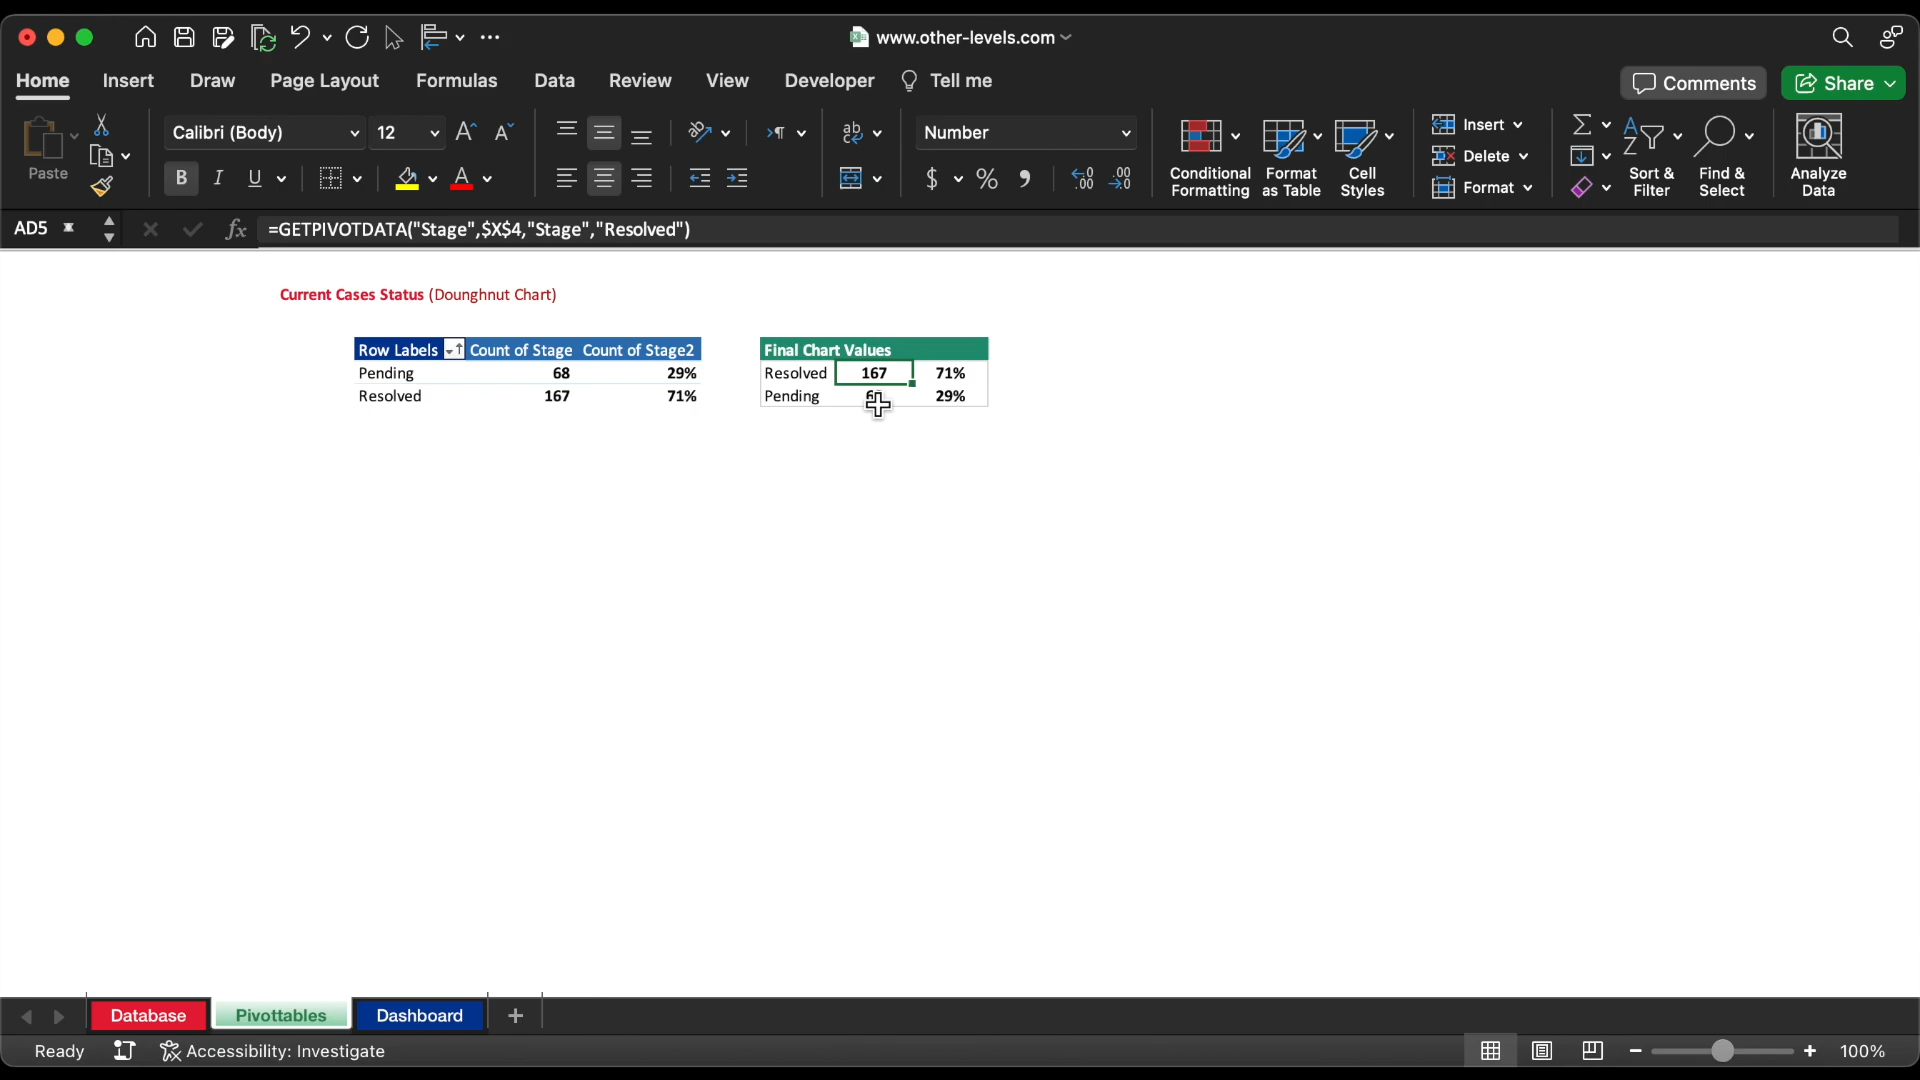 www.other-levels.com
Home Insert Draw Page Layout Formulas Data Review View Developer Tell me Comments Share
Paste
Calibri (Body) 12
B I U A
Number
$ %
Conditional Formatting
Format as Table
Cell Styles
Insert
Delete
Format
Sort & Filter
Find & Select
Analyze Data
AD5 fx =GETPIVOTDATA("Stage",$X$4,"Stage","Resolved")
Current Cases Status (Dounghnut Chart)
Row Labels Count of Stage Count of Stage2
Pending 68 29%
Resolved 167 71%
Final Chart Values
Resolved 167 71%
Pending 29%
Database Pivottables Dashboard +
Ready Accessibility: Investigate 100%